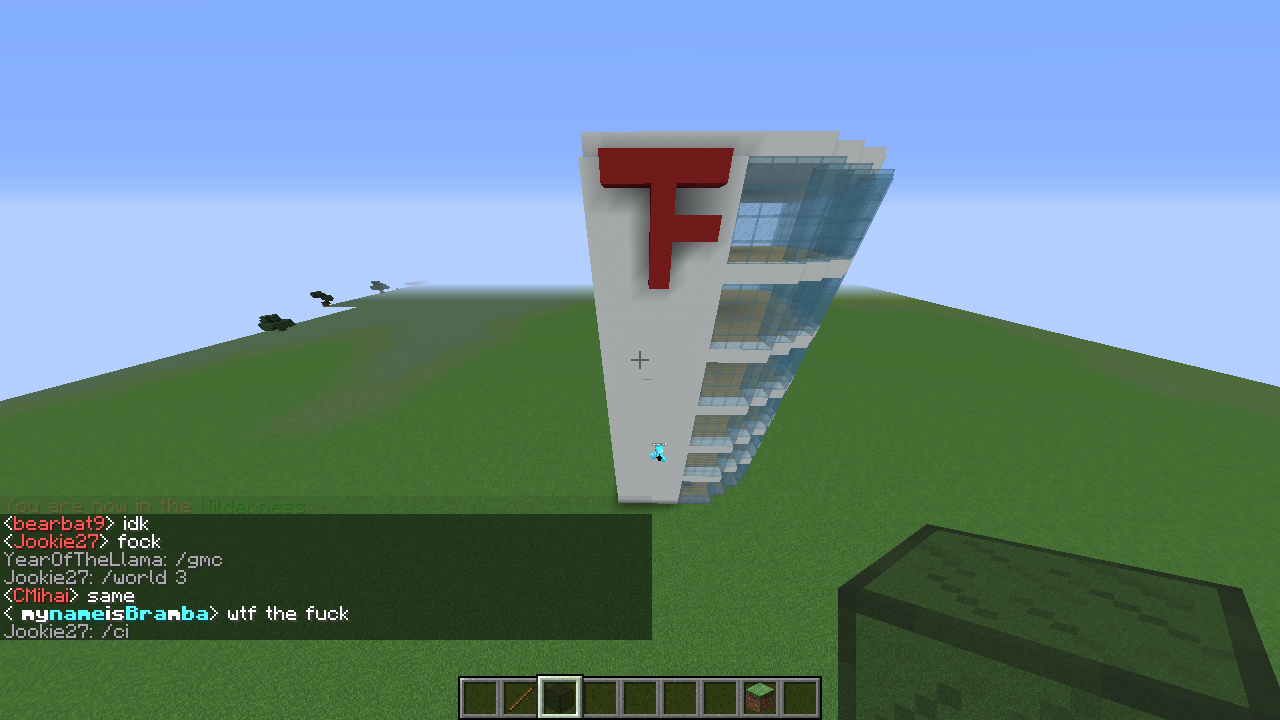 TF
You are now in the Wilderness
<bearbat9> idk
<Jookie27> fock
YearOfTheLlama: /gmc
Jookie27: /world 3
<CMihai> same
< mynameisBramba> wtf the fuck
Jookie27: /ci